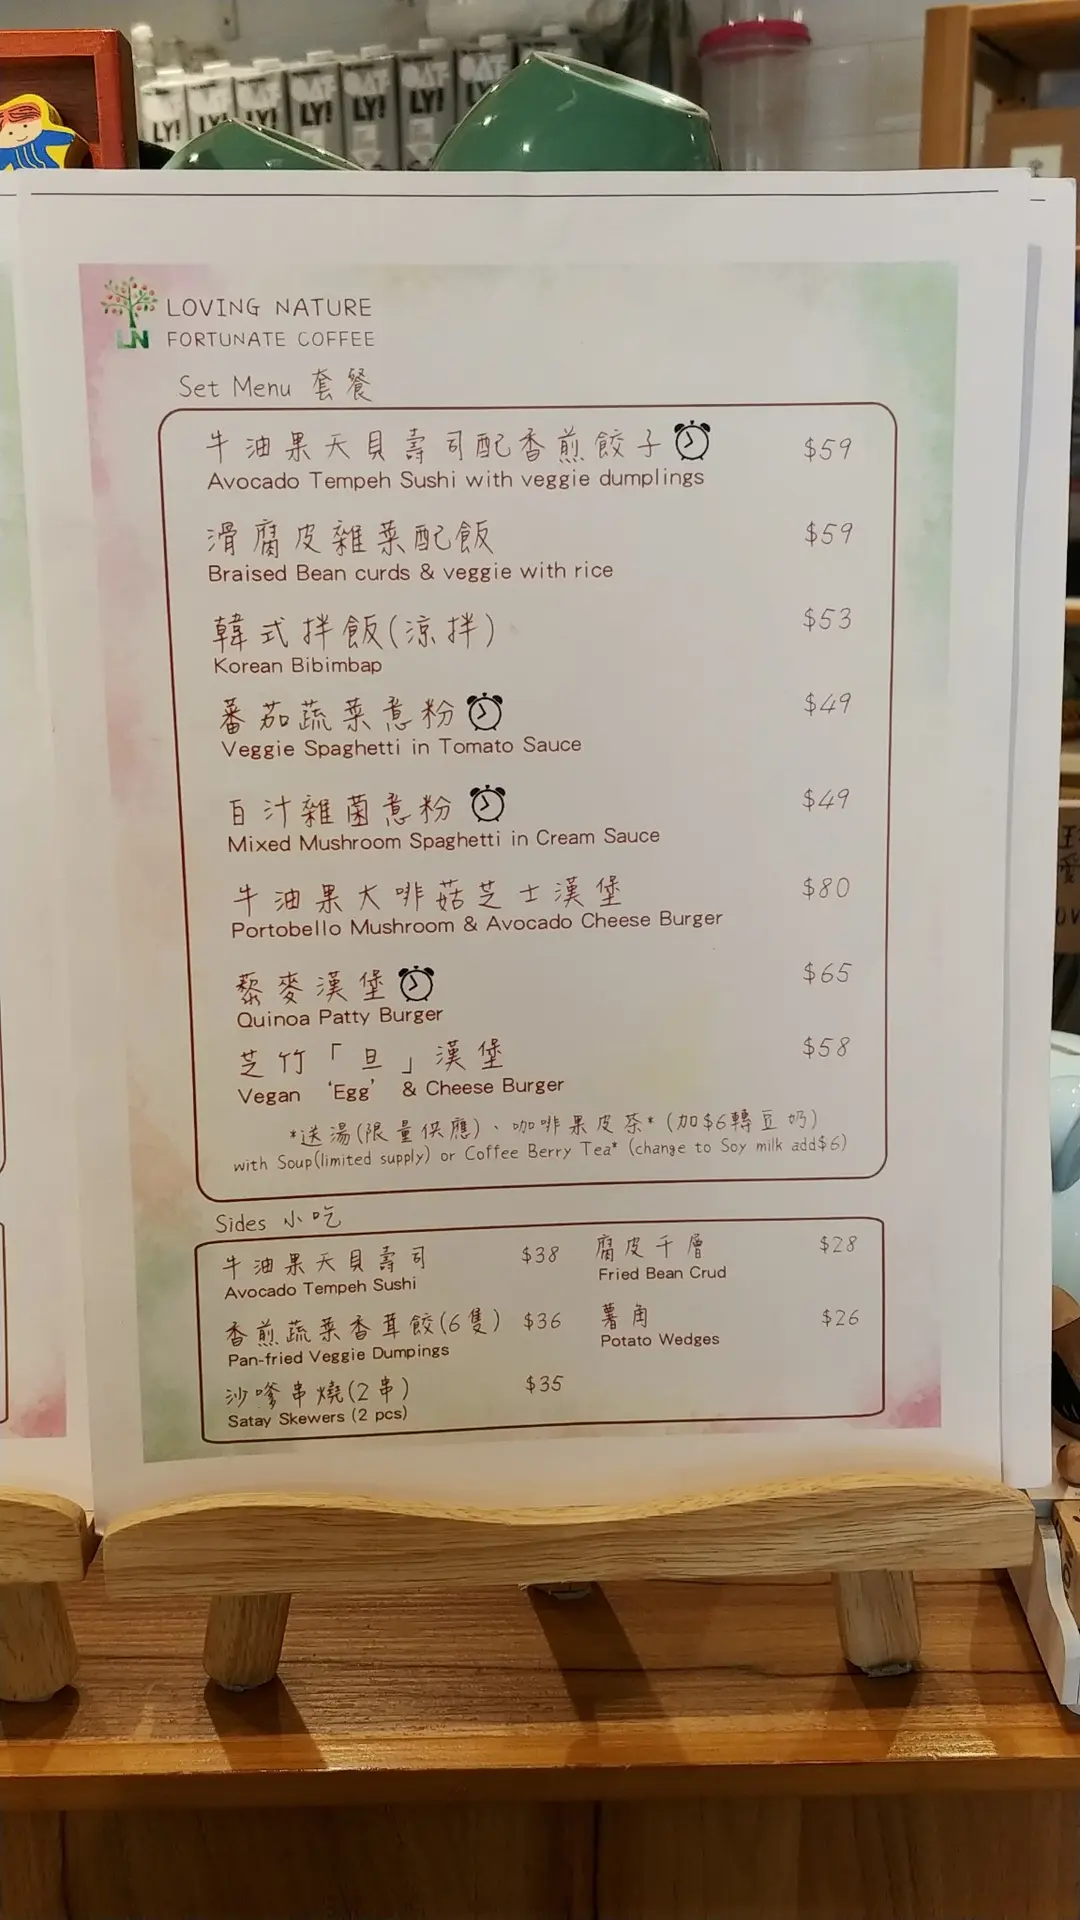 OATLY!
LOVING NATURE
FORTUNATE COFFEE
LN
Set Menu 套餐
牛油果天貝壽司配香煎餃子 $59
Avocado Tempeh Sushi with veggie dumplings
滑腐皮雜菜配飯 $59
Braised Bean curds & veggie with rice
韓式拌飯(涼拌) $53
Korean Bibimbap
蕃茄蔬菜意粉 $49
Veggie Spaghetti in Tomato Sauce
白汁雜菌意粉 $49
Mixed Mushroom Spaghetti in Cream Sauce
牛油果大啡菇芝士漢堡 $80
Portobello Mushroom & Avocado Cheese Burger
藜麥漢堡 $65
Quinoa Patty Burger
芝竹「旦」漢堡 $58
Vegan 'Egg' & Cheese Burger
*送湯(限量供應)、咖啡果皮茶* (加$6轉豆奶)
with Soup(limited supply) or Coffee Berry Tea* (change to Soy milk add$6)
Sides 小吃
牛油果天貝壽司 $38
Avocado Tempeh Sushi
香煎蔬菜香茸餃(6隻) $36
Pan-fried Veggie Dumpings
沙嗲串燒(2串) $35
Satay Skewers (2 pcs)
腐皮千層 $28
Fried Bean Crud
薯角 $26
Potato Wedges